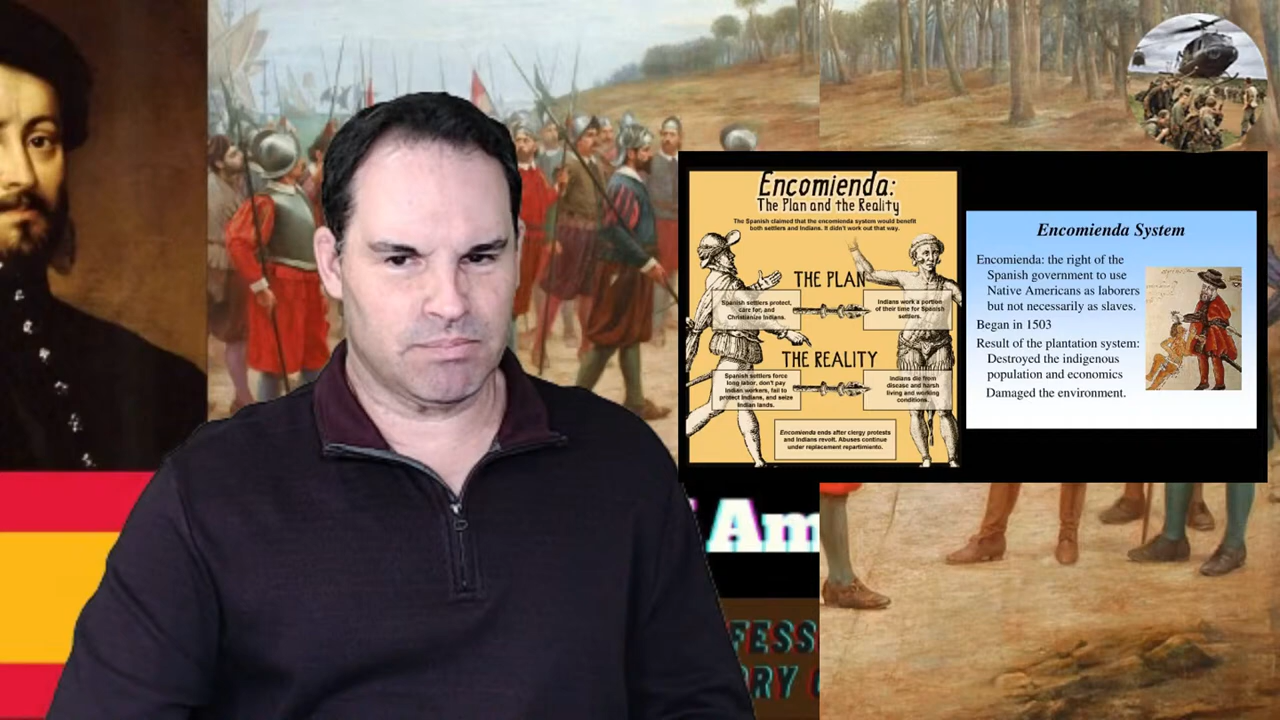 Encomienda:
The Plan and the Reality
The Spanish claimed that the encomienda system would benefit
both settlers and Indians. It didn't work out that way.
THE PLAN
Spanish settlers protect,
care for, and
Christianize Indians.
Indians work a portion
of their time for Spanish
settlers.
THE REALITY
Spanish settlers force
long labor, don't pay
Indian workers, fail to
protect Indians, and seize
Indian lands.
Indians die from
disease and harsh
living and working
conditions.
Encomienda ends after clergy protests
and Indians revolt. Abuses continue
under replacement repartimiento.
Encomienda System
Encomienda: the right of the
Spanish government to use
Native Americans as laborers
but not necessarily as slaves.
Began in 1503
Result of the plantation system:
Destroyed the indigenous
population and economics
Damaged the environment.
Am
FESS
RY